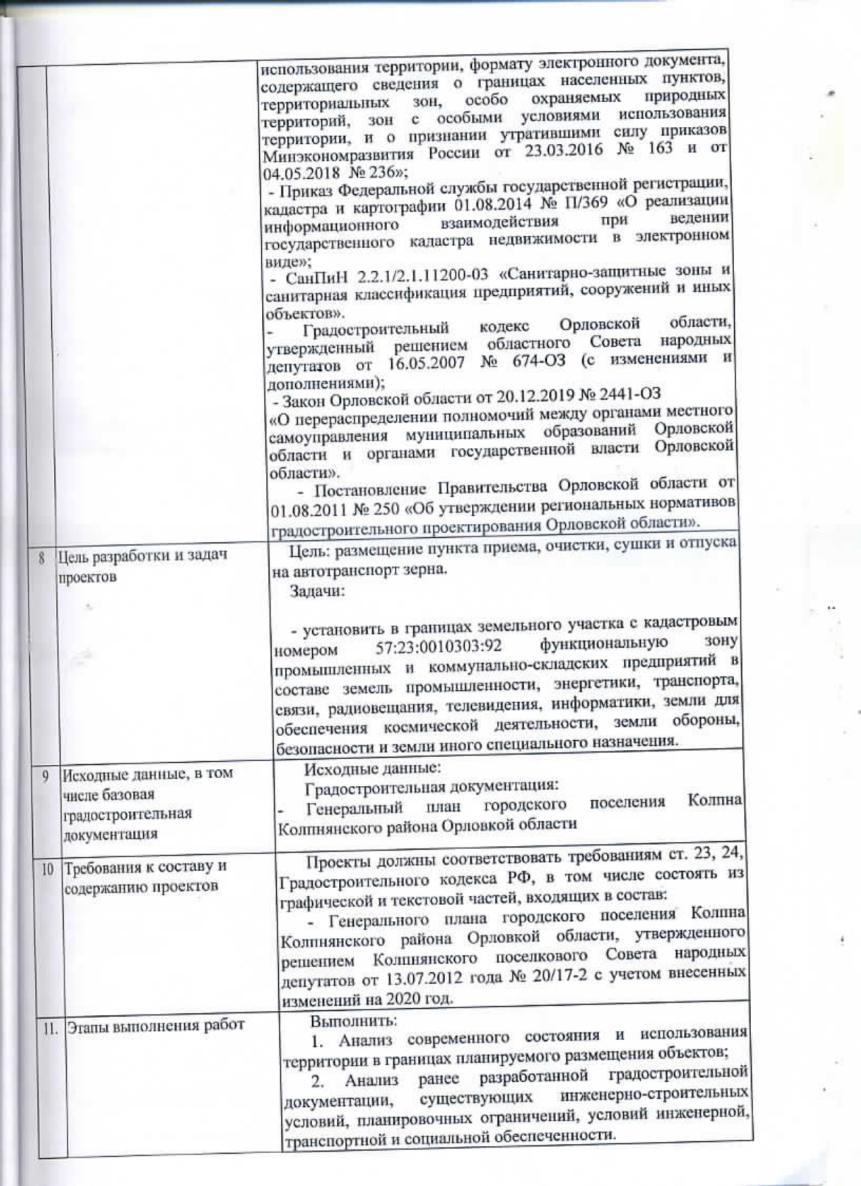 использования территории, формату электронного документа,
содержащего сведения о границах населенных пунктов,
территориальных зон, особо охраняемых природных
территорий, зон с особыми условиями использования
территории, и о признании утратившими силу приказов
Минэкономразвития России от 23.03.2016 № 163 и от
04.05.2018 № 236»;
- Приказ Федеральной службы государственной регистрации,
кадастра и картографии 01.08.2014 № П/369 «О реализации
информационного взаимодействия при ведении
государственного кадастра недвижимости в электронном
виде»;
- СанПиН 2.2.1/2.1.11200-03 «Санитарно-защитные зоны и
санитарная классификация предприятий, сооружений и иных
объектов».
- Градостроительный кодекс Орловской области,
утвержденный решением областного Совета народных
депутатов от 16.05.2007 № 674-ОЗ (с изменениями и
дополнениями);
- Закон Орловской области от 20.12.2019 № 2441-ОЗ
«О перераспределении полномочий между органами местного
самоуправления муниципальных образований Орловской
области и органами государственной власти Орловской
области».
- Постановление Правительства Орловской области от
01.08.2011 № 250 «Об утверждении региональных нормативов
градостроительного проектирования Орловской области».
8 Цель разработки и задач
проектов
Цель: размещение пункта приема, очистки, сушки и отпуска
на автотранспорт зерна.
Задачи:
- установить в границах земельного участка с кадастровым
номером 57:23:0010303:92 функциональную зону
промышленных и коммунально-складских предприятий в
составе земель промышленности, энергетики, транспорта,
связи, радиовещания, телевидения, информатики, земли для
обеспечения космической деятельности, земли обороны,
безопасности и земли иного специального назначения.
9 Исходные данные, в том
числе базовая
градостроительная
документация
Исходные данные:
Градостроительная документация:
- Генеральный план городского поселения Колпна
Колпнянского района Орловкой области
10 Требования к составу и
содержанию проектов
Проекты должны соответствовать требованиям ст. 23, 24,
Градостроительного кодекса РФ, в том числе состоять из
графической и текстовой частей, входящих в состав:
- Генерального плана городского поселения Колпна
Колпнянского района Орловкой области, утвержденного
решением Колпнянского поселкового Совета народных
депутатов от 13.07.2012 года № 20/17-2 с учетом внесенных
изменений на 2020 год.
11. Этапы выполнения работ
Выполнить:
1. Анализ современного состояния и использования
территории в границах планируемого размещения объектов;
2. Анализ ранее разработанной градостроительной
документации, существующих инженерно-строительных
условий, планировочных ограничений, условий инженерной,
транспортной и социальной обеспеченности.